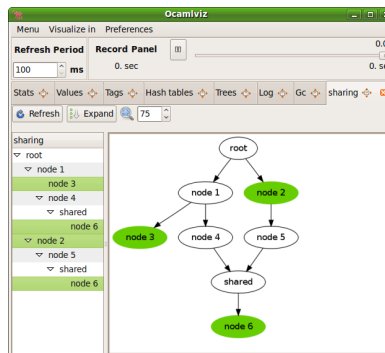 Ocamlviz
Menu Visualize in Preferences
Refresh Period
Record Panel
100 ms
0. sec
Stats Values Tags Hash tables Trees Log Gc sharing
Refresh Expand 75
sharing
root
node 1
node 3
node 4
shared
node 6
node 2
node 5
shared
node 6
root
node 1
node 2
node 3
node 4
node 5
shared
node 6